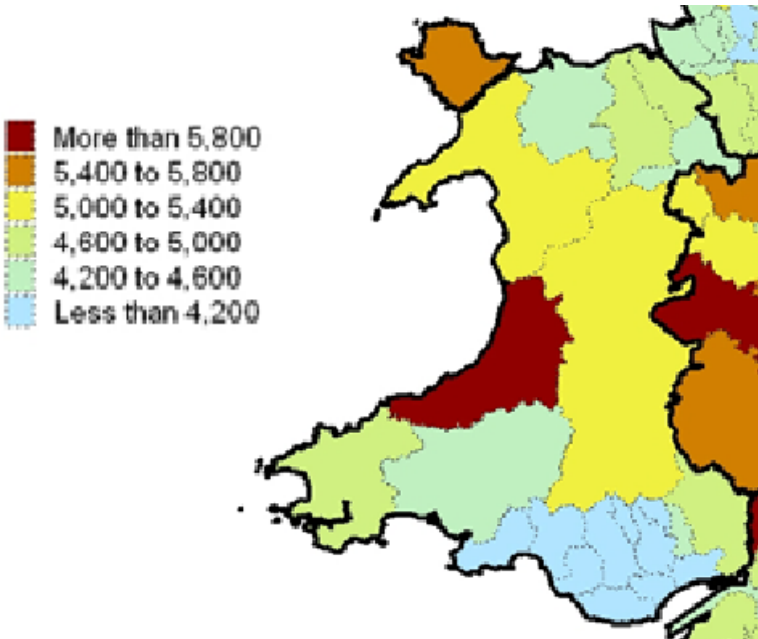 More than 5,800
5,400 to 5,800
5,000 to 5,400
4,600 to 5,000
4,200 to 4,600
Less than 4,200